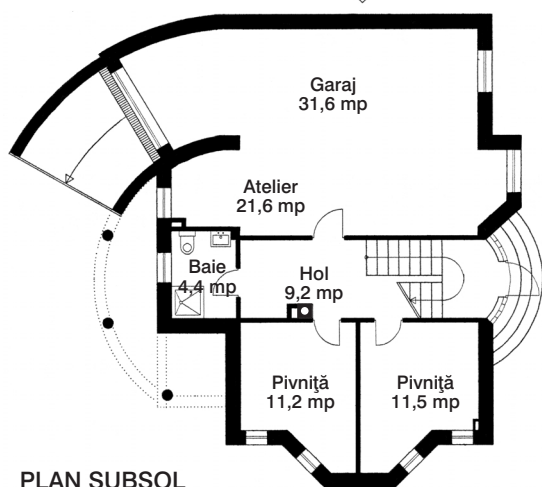 Garaj
31,6 mp
Atelier
21,6 mp
Baie
4,4 mp
Hol
9,2 mp
Pivniţă
11,2 mp
Pivniţă
11,5 mp
PLAN SUBSOL